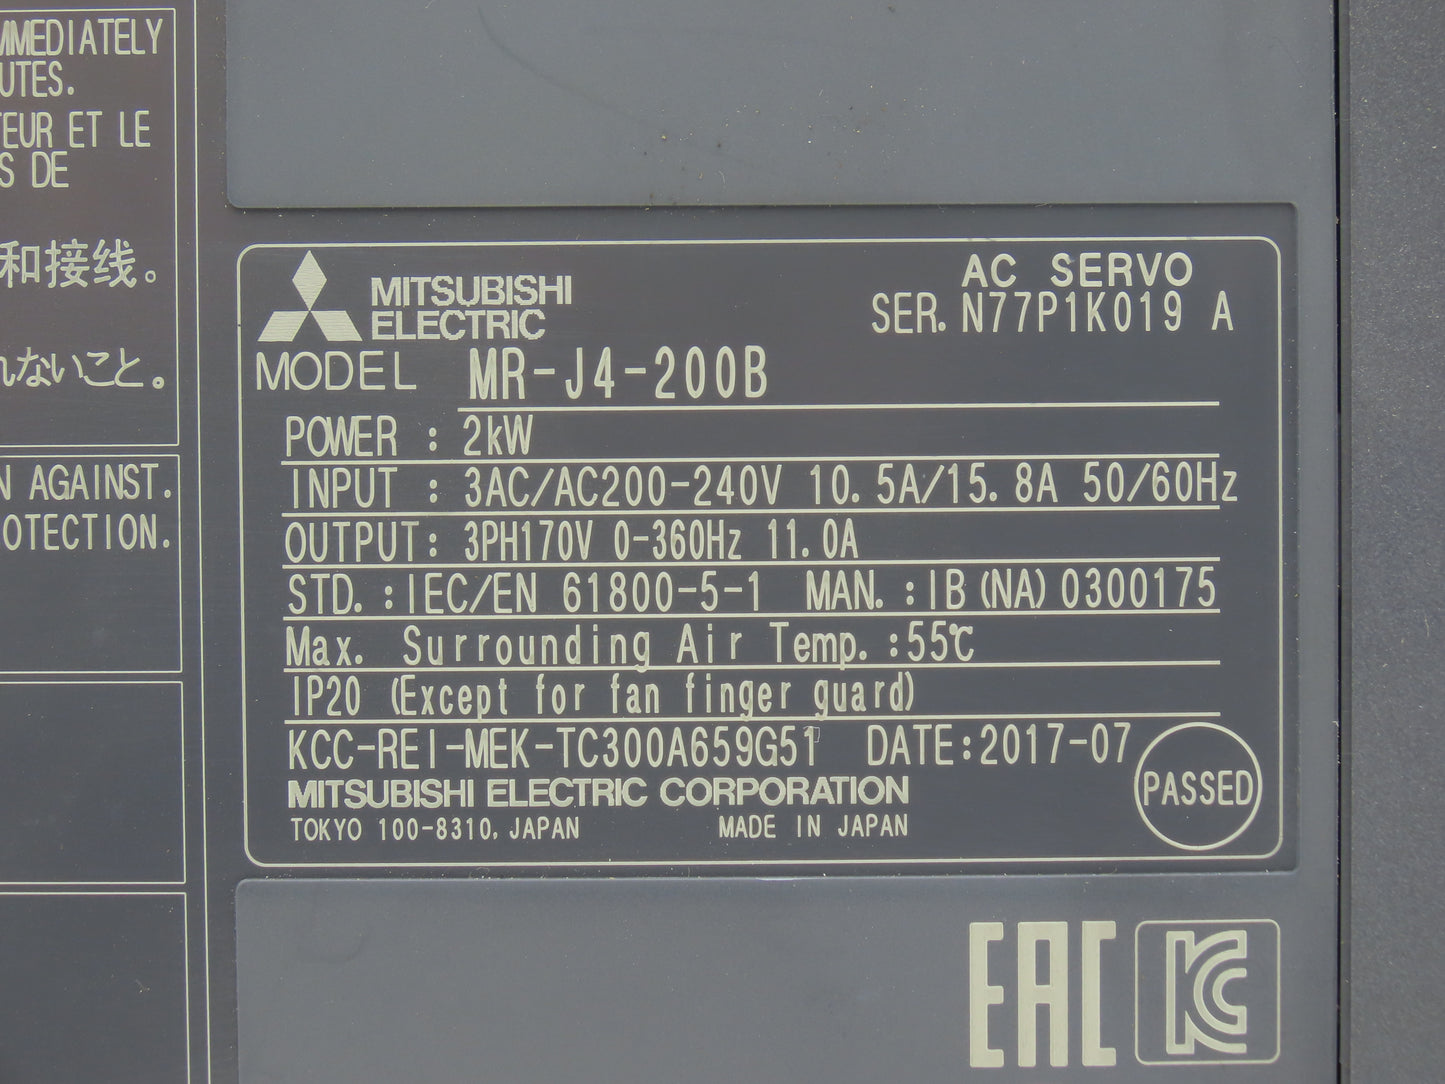 MMEDIATELY
UTES.
TEUR ET LE
S DE
和接线。
れないこと。
N AGAINST.
OTECTION.
MITSUBISHI
ELECTRIC
AC SERVO
SER. N77P1K019 A
MODEL MR-J4-200B
POWER : 2kW
INPUT : 3AC/AC200-240V 10.5A/15.8A 50/60Hz
OUTPUT: 3PH170V 0-360Hz 11.0A
STD. : IEC/EN 61800-5-1 MAN. : IB (NA) 0300175
Max. Surrounding Air Temp. :55℃
IP20 (Except for fan finger guard)
KCC-REI-MEK-TC300A659G51 DATE:2017-07
PASSED
MITSUBISHI ELECTRIC CORPORATION
TOKYO 100-8310, JAPAN MADE IN JAPAN
EAC KC